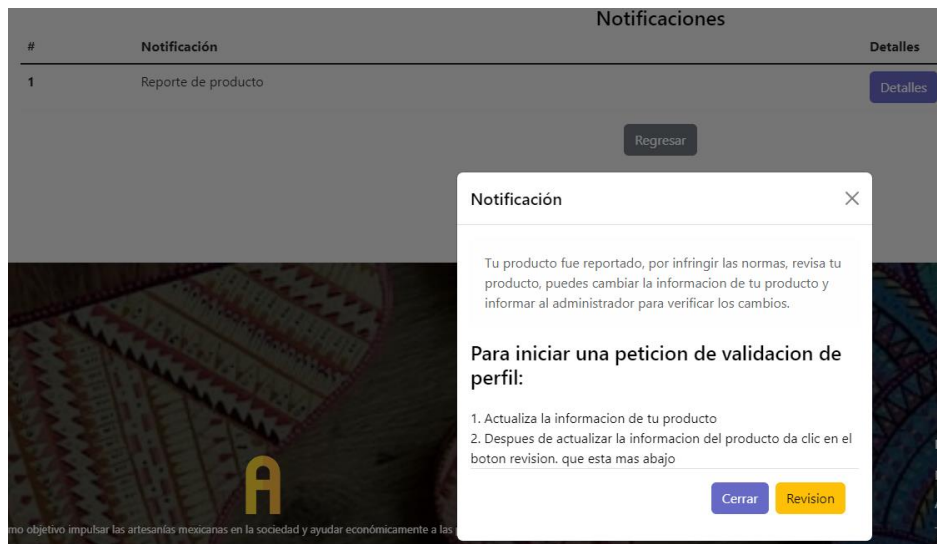 Notificaciones
# Notificación Detalles
1 Reporte de producto Detalles
Regresar
Notificación
Tu producto fue reportado, por infringir las normas, revisa tu
producto, puedes cambiar la informacion de tu producto y
informar al administrador para verificar los cambios.
Para iniciar una peticion de validacion de
perfil:
1. Actualiza la informacion de tu producto
2. Despues de actualizar la informacion del producto da clic en el
boton revision. que esta mas abajo
Cerrar Revision
A
mo objetivo impulsar las artesanías mexicanas en la sociedad y ayudar económicamente a las